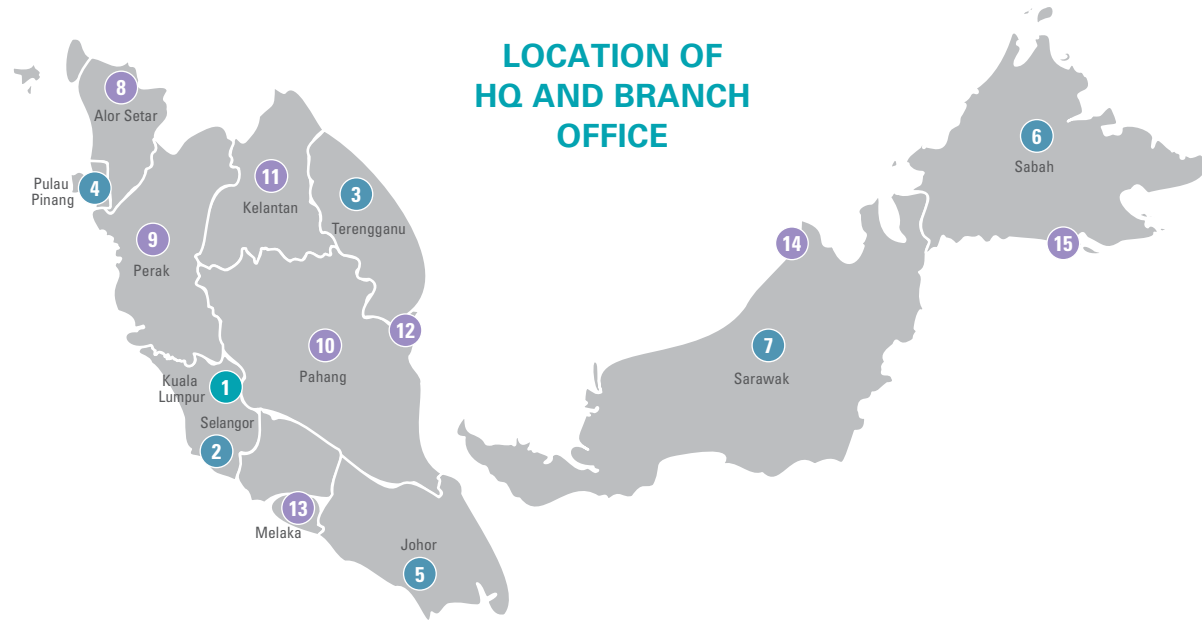 LOCATION OF
HQ AND BRANCH
OFFICE
8
Alor Setar
Pulau
Pinang
4
11
Kelantan
3
Terengganu
9
Perak
12
10
Pahang
Kuala
Lumpur
1
Selangor
2
13
Melaka
Johor
5
6
Sabah
14
15
7
Sarawak